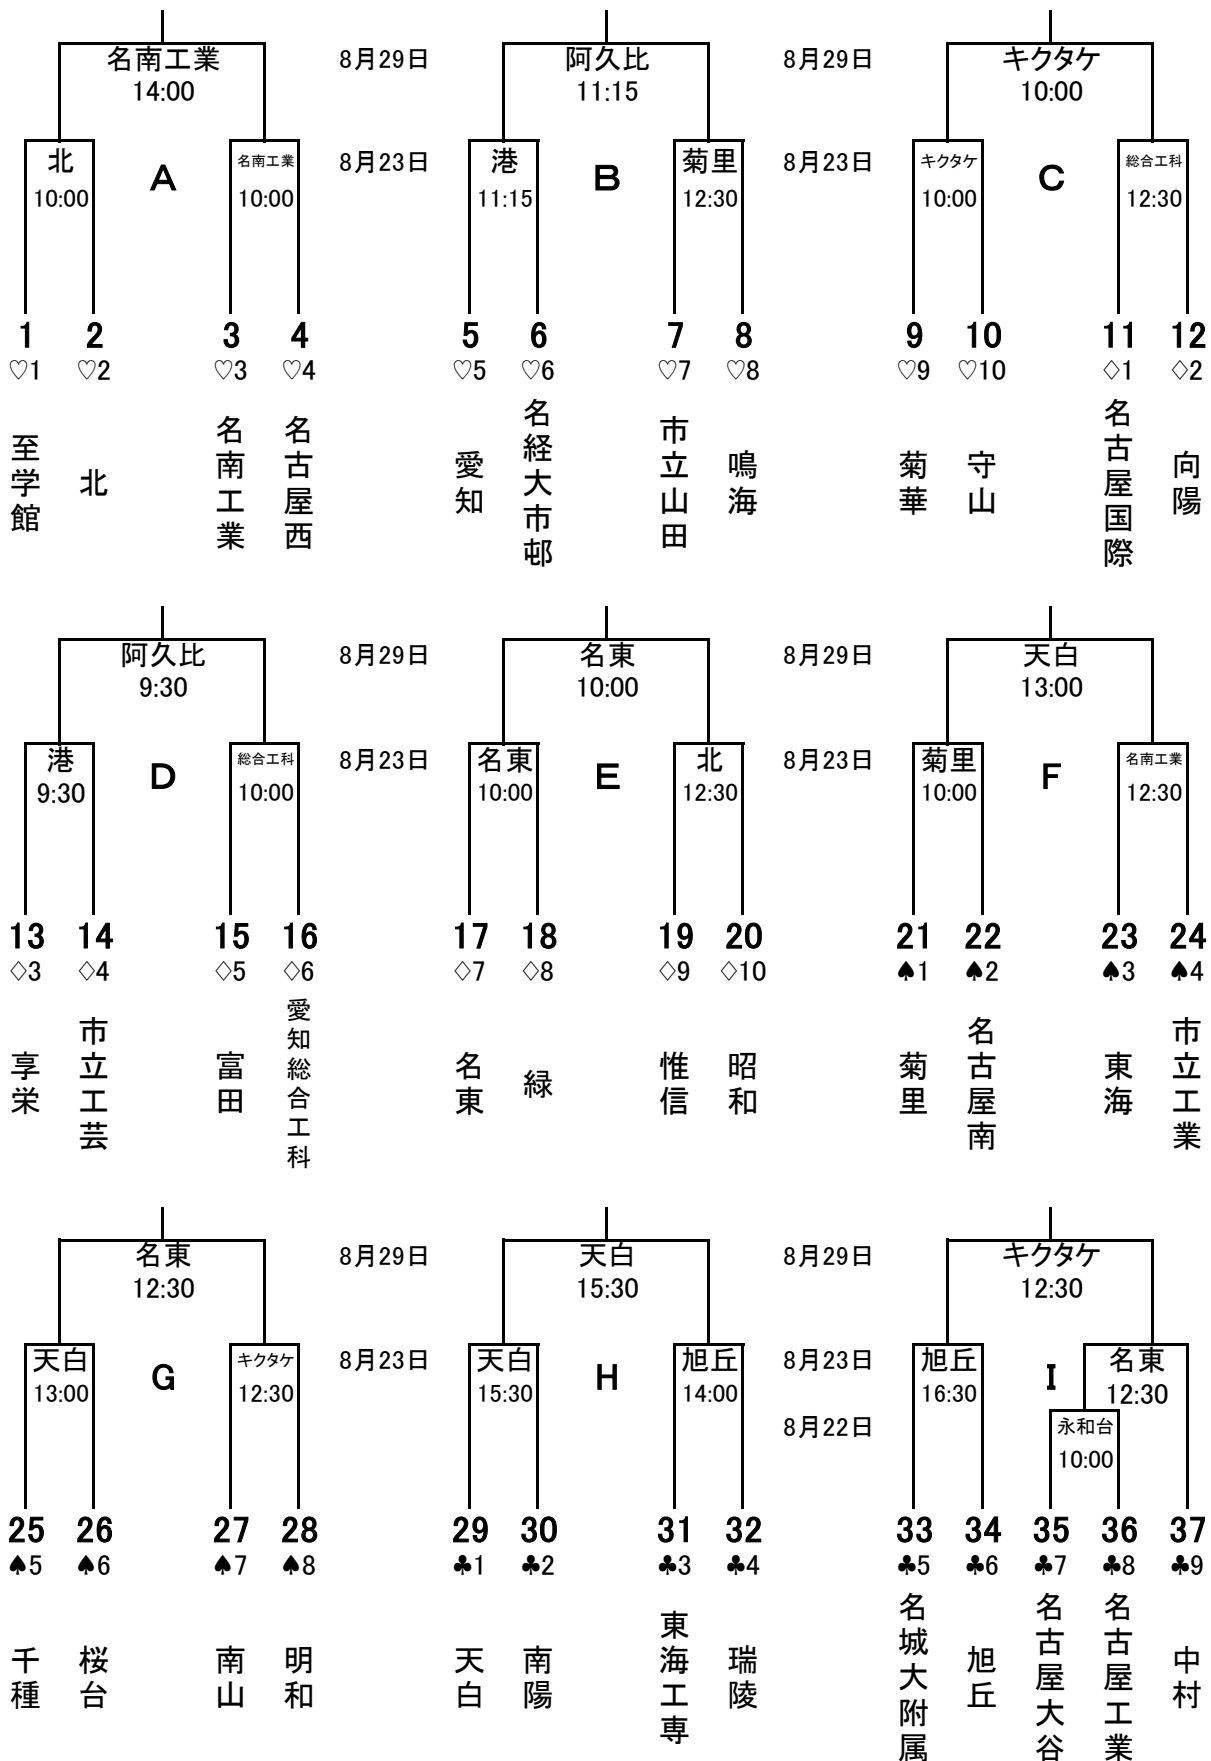 名南工業 8月29日 阿久比 8月29日 キクタケ
14:00 11:15 10:00
北 A 名南工業 8月23日 港 B 菊里 8月23日 キクタケ C 総合工科
10:00 10:00 11:15 12:30 10:00 12:30
1 2 3 4 5 6 7 8 9 10 11 12
♡1 ♡2 ♡3 ♡4 ♡5 ♡6 ♡7 ♡8 ♡9 ♡10 ♢1 ♢2
至学館 北 名南工業 名古屋西 愛知 名経大市邨 市立山田 鳴海 菊華 守山 名古屋国際 向陽
阿久比 8月29日 名東 8月29日 天白
9:30 10:00 13:00
港 D 総合工科 8月23日 名東 E 北 8月23日 菊里 F 名南工業
9:30 10:00 10:00 12:30 10:00 12:30
13 14 15 16 17 18 19 20 21 22 23 24
♢3 ♢4 ♢5 ♢6 ♢7 ♢8 ♢9 ♢10 ♠1 ♠2 ♠3 ♠4
享栄 市立工芸 富田 愛知総合工科 名東 緑 惟信 昭和 菊里 名古屋南 東海 市立工業
名東 8月29日 天白 8月29日 キクタケ
12:30 15:30 12:30
天白 G キクタケ 8月23日 天白 H 旭丘 8月23日 旭丘 I 名東
13:00 12:30 15:30 14:00 16:30 12:30
8月22日 永和台
10:00
25 26 27 28 29 30 31 32 33 34 35 36 37
♠5 ♠6 ♠7 ♠8 ♣1 ♣2 ♣3 ♣4 ♣5 ♣6 ♣7 ♣8 ♣9
千種 桜台 南山 明和 天白 南陽 東海工専 瑞陵 名城大附属 旭丘 名古屋大谷 名古屋工業 中村